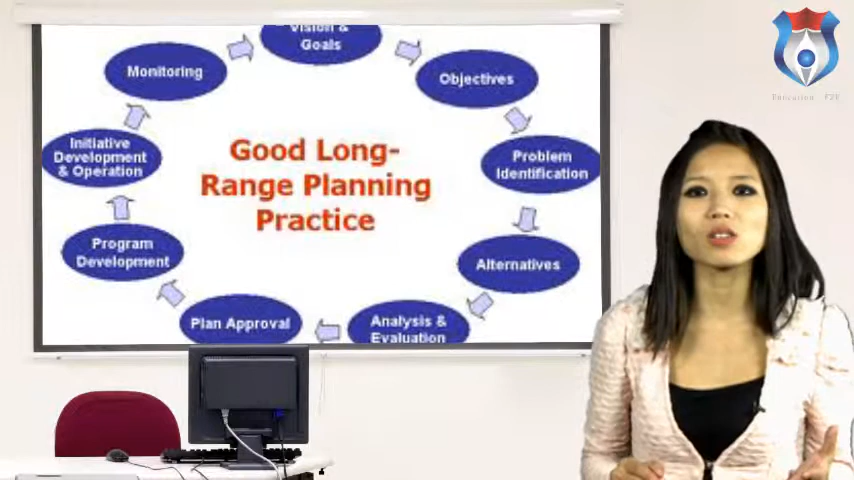 Vision &
Goals
Objectives
Problem
Identification
Alternatives
Analysis &
Evaluation
Plan Approval
Program
Development
Initiative
Development
& Operation
Monitoring
Good Long-
Range Planning
Practice